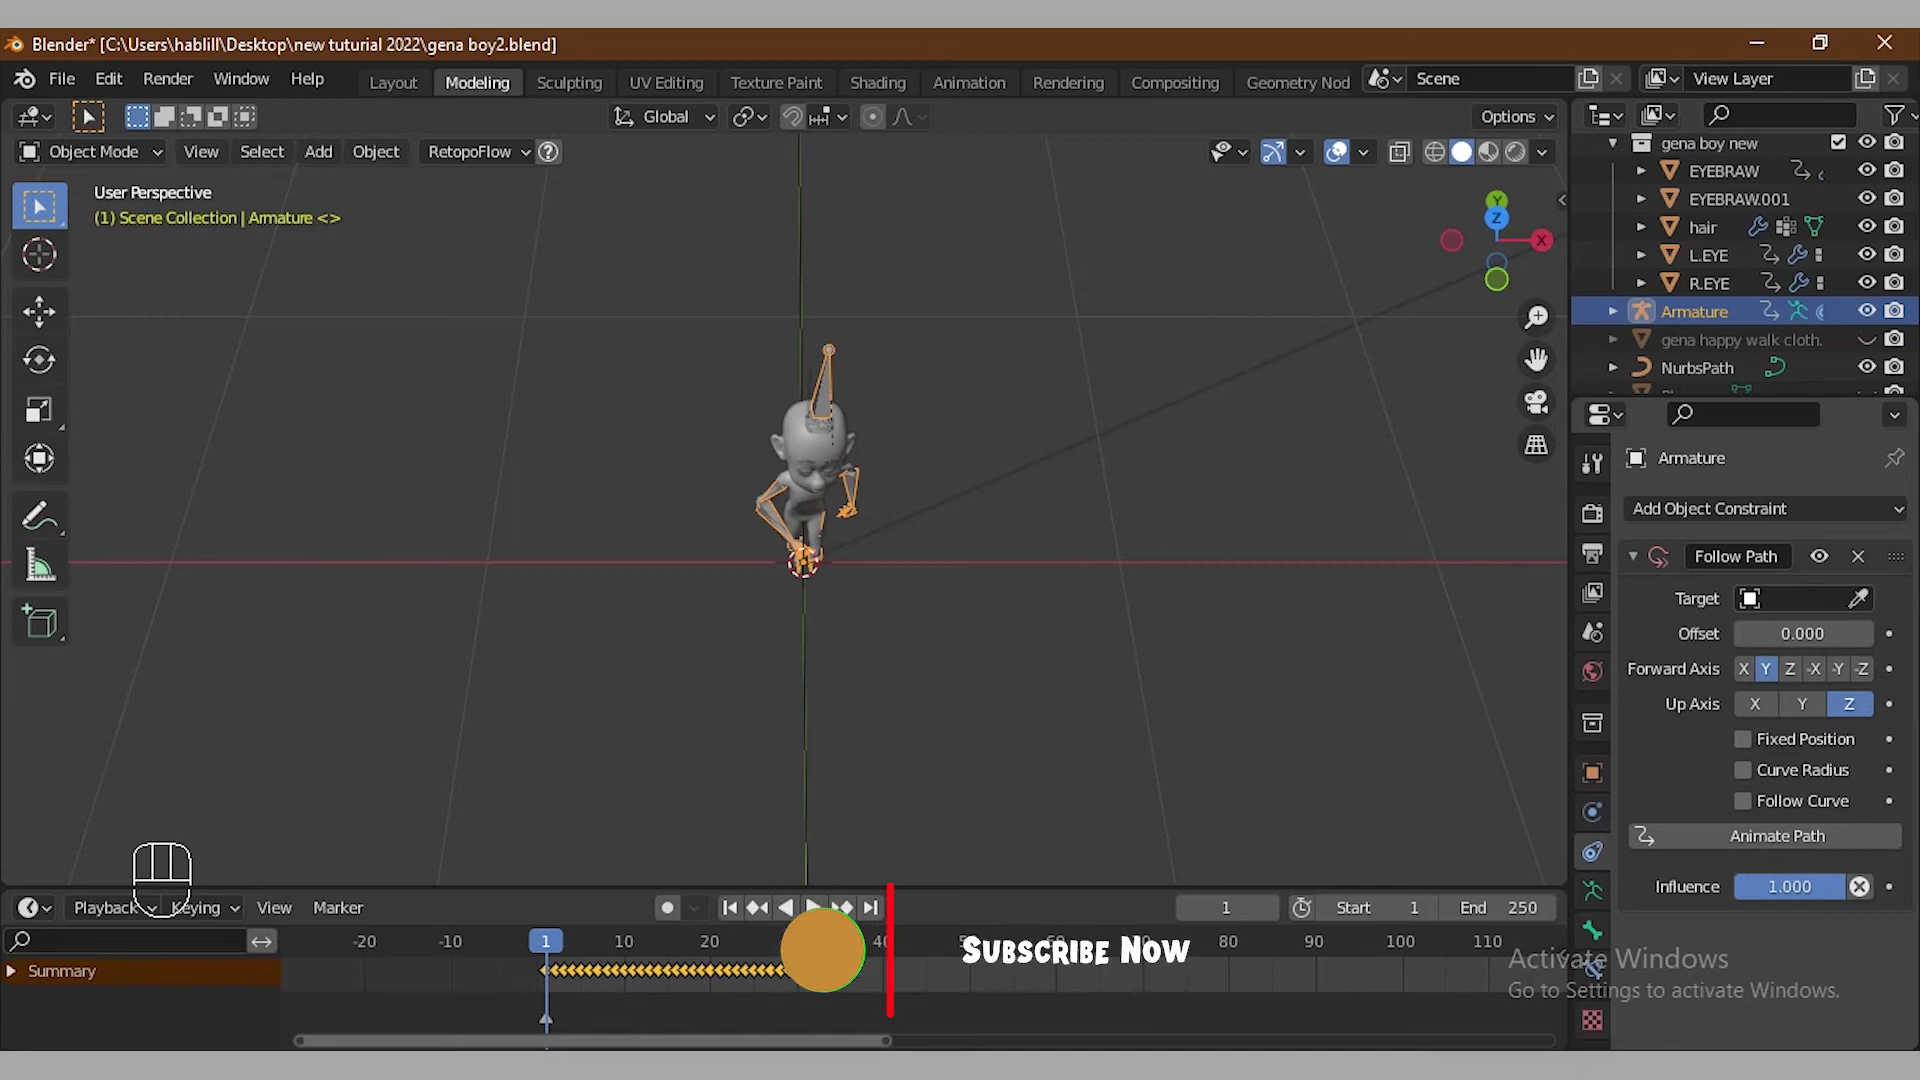 Blender* [C:\Users\hablill\Desktop\new tuturial 2022\gena boy2.blend]
File Edit Render Window Help Layout Modeling Sculpting UV Editing Texture Paint Shading Animation Rendering Compositing Geometry Nod Scene View Layer
Global Options
Object Mode View Select Add Object RetopoFlow
User Perspective
(1) Scene Collection | Armature <>
Y
Z
X
gena boy new
EYEBRAW
EYEBRAW.001
hair
L.EYE
R.EYE
Armature
gena happy walk cloth.
NurbsPath
Armature
Add Object Constraint
Follow Path
Target
Offset 0.000
Forward Axis X Y Z -X -Y -Z
Up Axis X Y Z
Fixed Position
Curve Radius
Follow Curve
Animate Path
Influence 1.000
Playback Keying View Marker 1 Start 1 End 250
-20 -10 1 10 20 80 90 100 110
Subscribe Now
Summary
Activate Windows
Go to Settings to activate Windows.